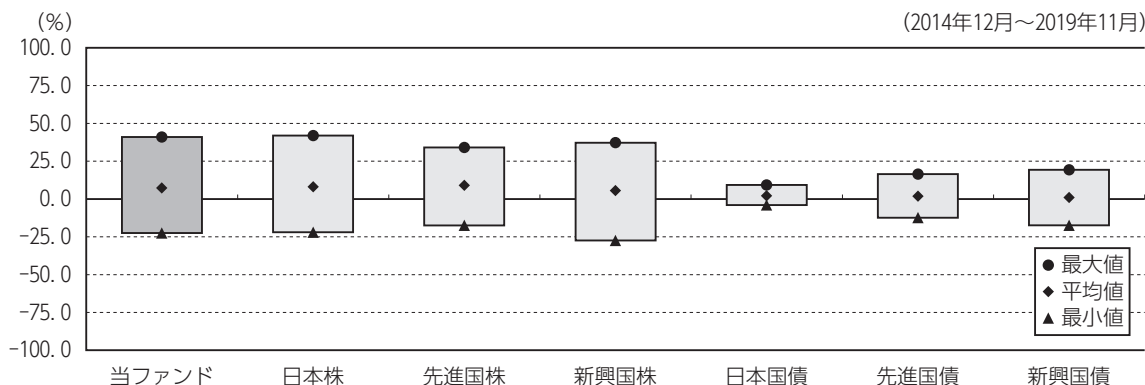 (%)
(2014年12月～2019年11月)
100.0
75.0
50.0
25.0
0.0
-25.0
-50.0
-75.0
-100.0
● 最大値
◆ 平均値
▲ 最小値
当ファンド 日本株 先進国株 新興国株 日本国債 先進国債 新興国債